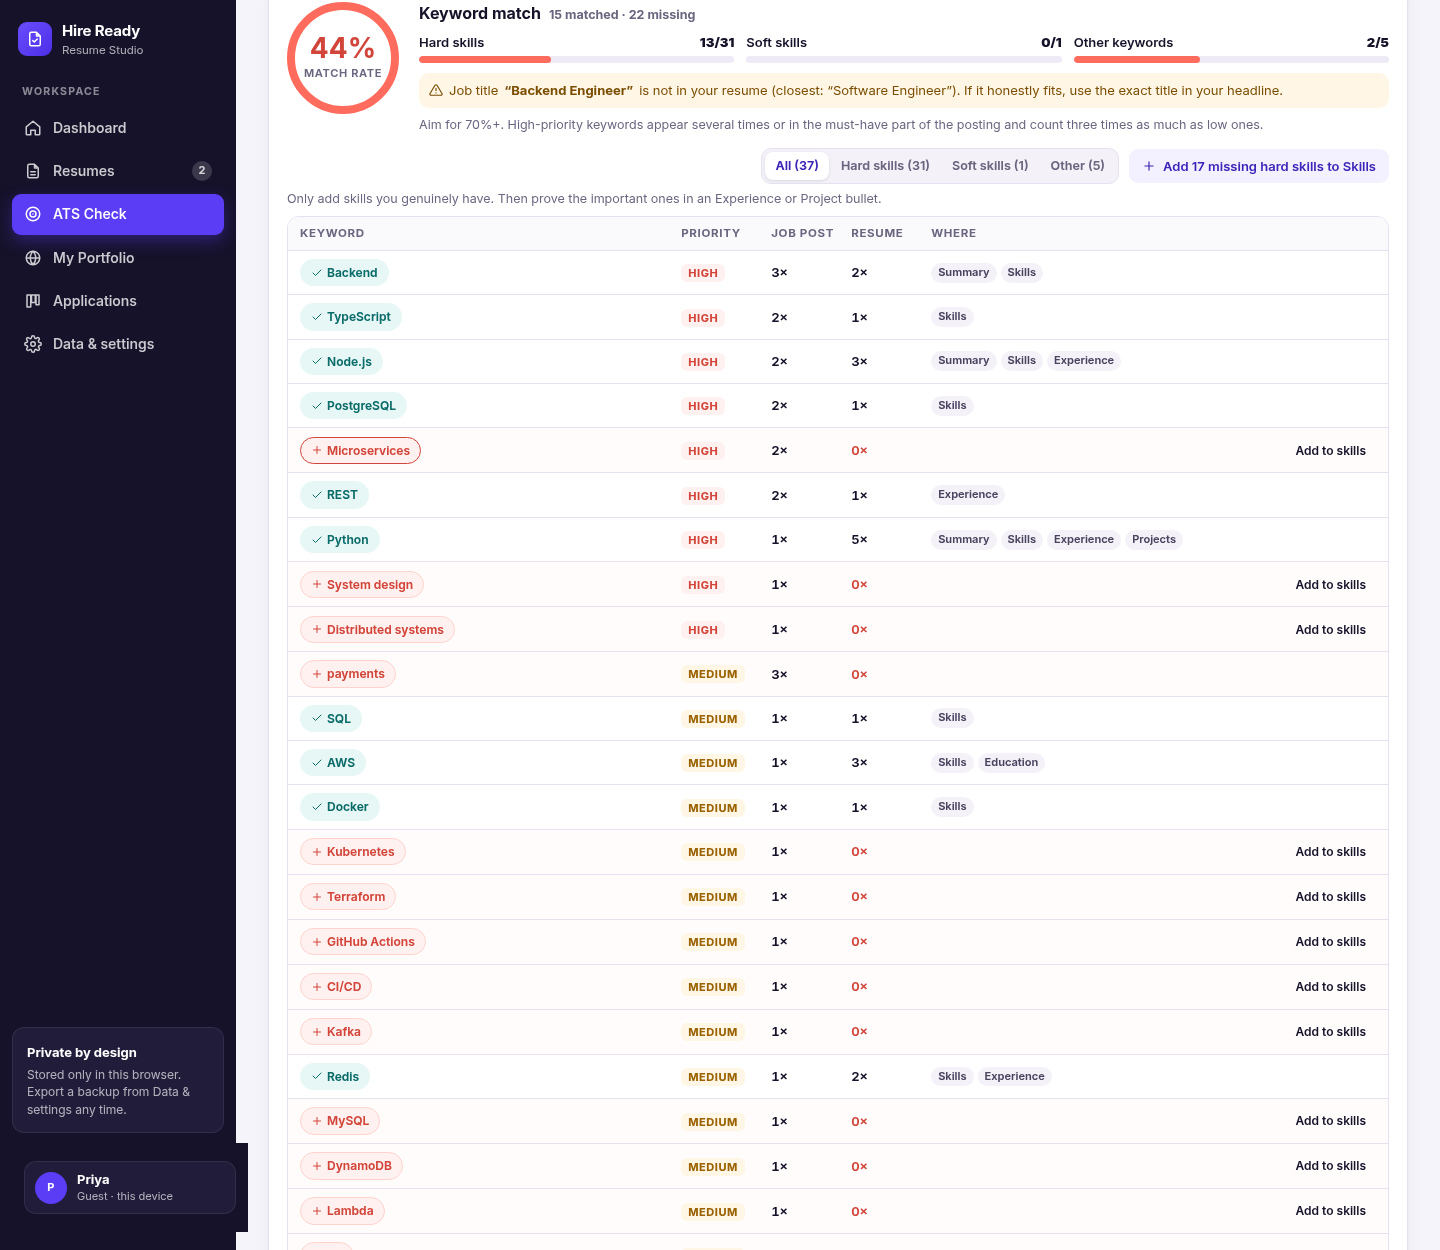 Hire Ready
Resume Studio
WORKSPACE
Dashboard
Resumes 2
ATS Check
My Portfolio
Applications
Data & settings
Private by design
Stored only in this browser.
Export a backup from Data &
settings any time.
P
Priya
Guest · this device
44%
MATCH RATE
Keyword match 15 matched · 22 missing
Hard skills 13/31 Soft skills 0/1 Other keywords 2/5
Job title “Backend Engineer” is not in your resume (closest: “Software Engineer”). If it honestly fits, use the exact title in your headline.
Aim for 70%+. High-priority keywords appear several times or in the must-have part of the posting and count three times as much as low ones.
All (37) Hard skills (31) Soft skills (1) Other (5) + Add 17 missing hard skills to Skills
Only add skills you genuinely have. Then prove the important ones in an Experience or Project bullet.
KEYWORD PRIORITY JOB POST RESUME WHERE
Backend HIGH 3× 2× Summary Skills
TypeScript HIGH 2× 1× Skills
Node.js HIGH 2× 3× Summary Skills Experience
PostgreSQL HIGH 2× 1× Skills
+ Microservices HIGH 2× 0× Add to skills
REST HIGH 2× 1× Experience
Python HIGH 1× 5× Summary Skills Experience Projects
+ System design HIGH 1× 0× Add to skills
+ Distributed systems HIGH 1× 0× Add to skills
+ payments MEDIUM 3× 0×
SQL MEDIUM 1× 1× Skills
AWS MEDIUM 1× 3× Skills Education
Docker MEDIUM 1× 1× Skills
+ Kubernetes MEDIUM 1× 0× Add to skills
+ Terraform MEDIUM 1× 0× Add to skills
+ GitHub Actions MEDIUM 1× 0× Add to skills
+ CI/CD MEDIUM 1× 0× Add to skills
+ Kafka MEDIUM 1× 0× Add to skills
Redis MEDIUM 1× 2× Skills Experience
+ MySQL MEDIUM 1× 0× Add to skills
+ DynamoDB MEDIUM 1× 0× Add to skills
+ Lambda MEDIUM 1× 0× Add to skills